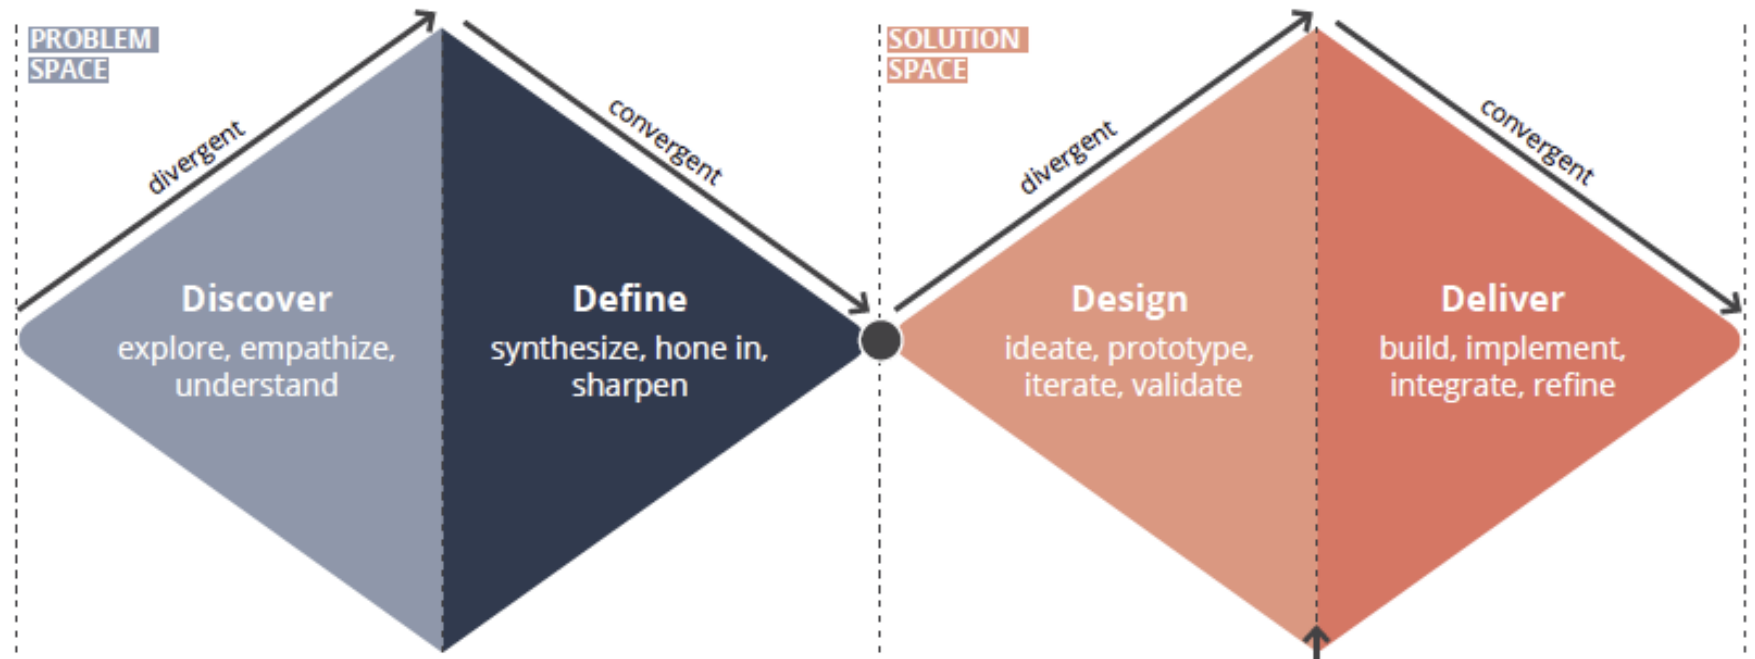 PROBLEM
SPACE
divergent
convergent
Discover
explore, empathize,
understand
Define
synthesize, hone in,
sharpen
SOLUTION
SPACE
divergent
convergent
Design
ideate, prototype,
iterate, validate
Deliver
build, implement,
integrate, refine